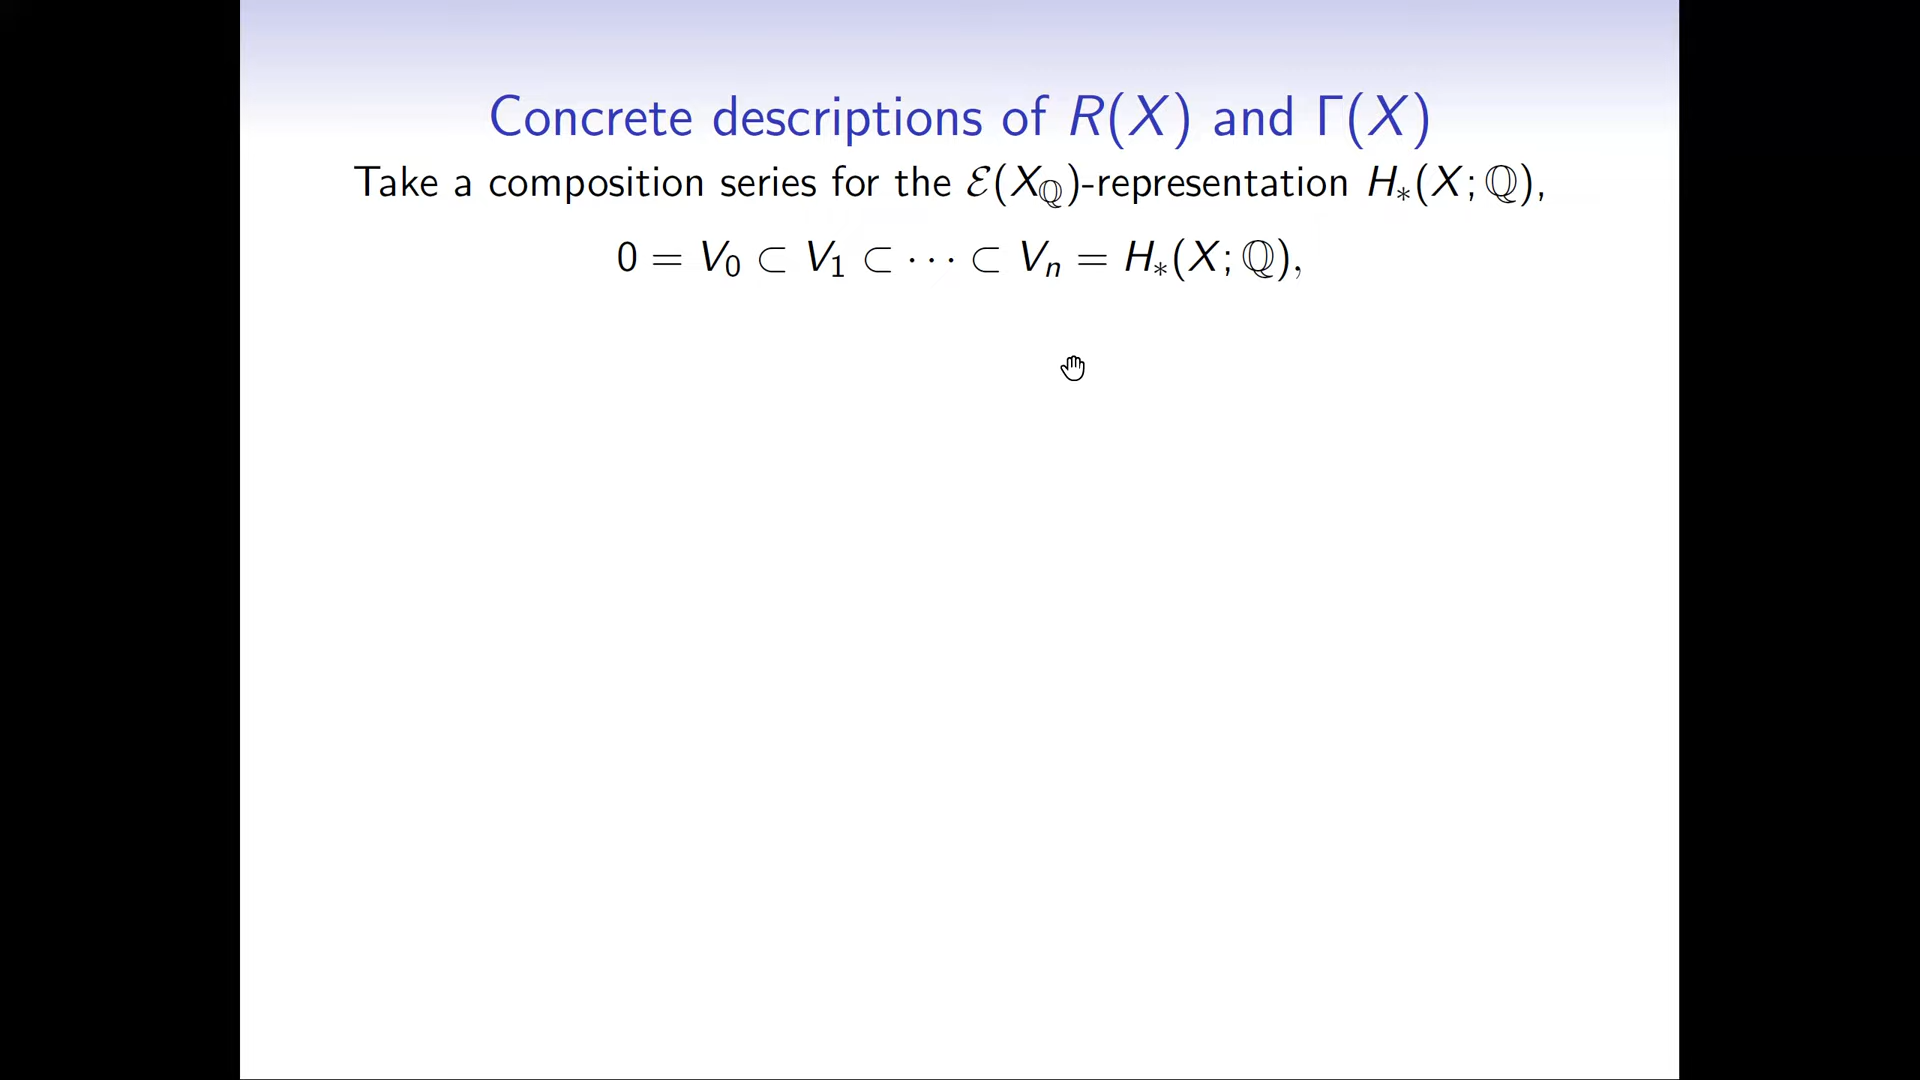 Concrete descriptions of R(X) and Γ(X)
Take a composition series for the ℰ(X_ℚ)-representation H_*(X; ℚ),
0 = V_0 ⊂ V_1 ⊂ ⋯ ⊂ V_n = H_*(X; ℚ),